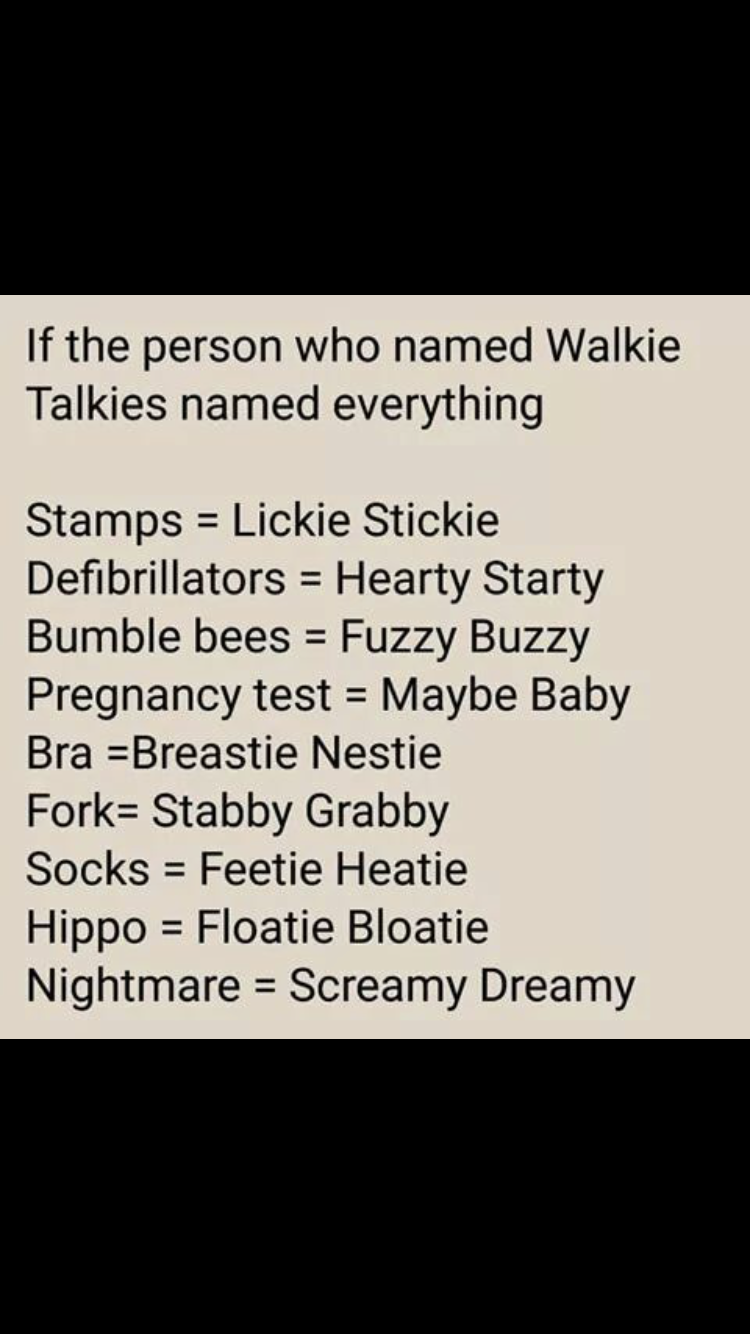 If the person who named Walkie
Talkies named everything
Stamps = Lickie Stickie
Defibrillators = Hearty Starty
Bumble bees = Fuzzy Buzzy
Pregnancy test = Maybe Baby
Bra =Breastie Nestie
Fork= Stabby Grabby
Socks = Feetie Heatie
Hippo = Floatie Bloatie
Nightmare = Screamy Dreamy